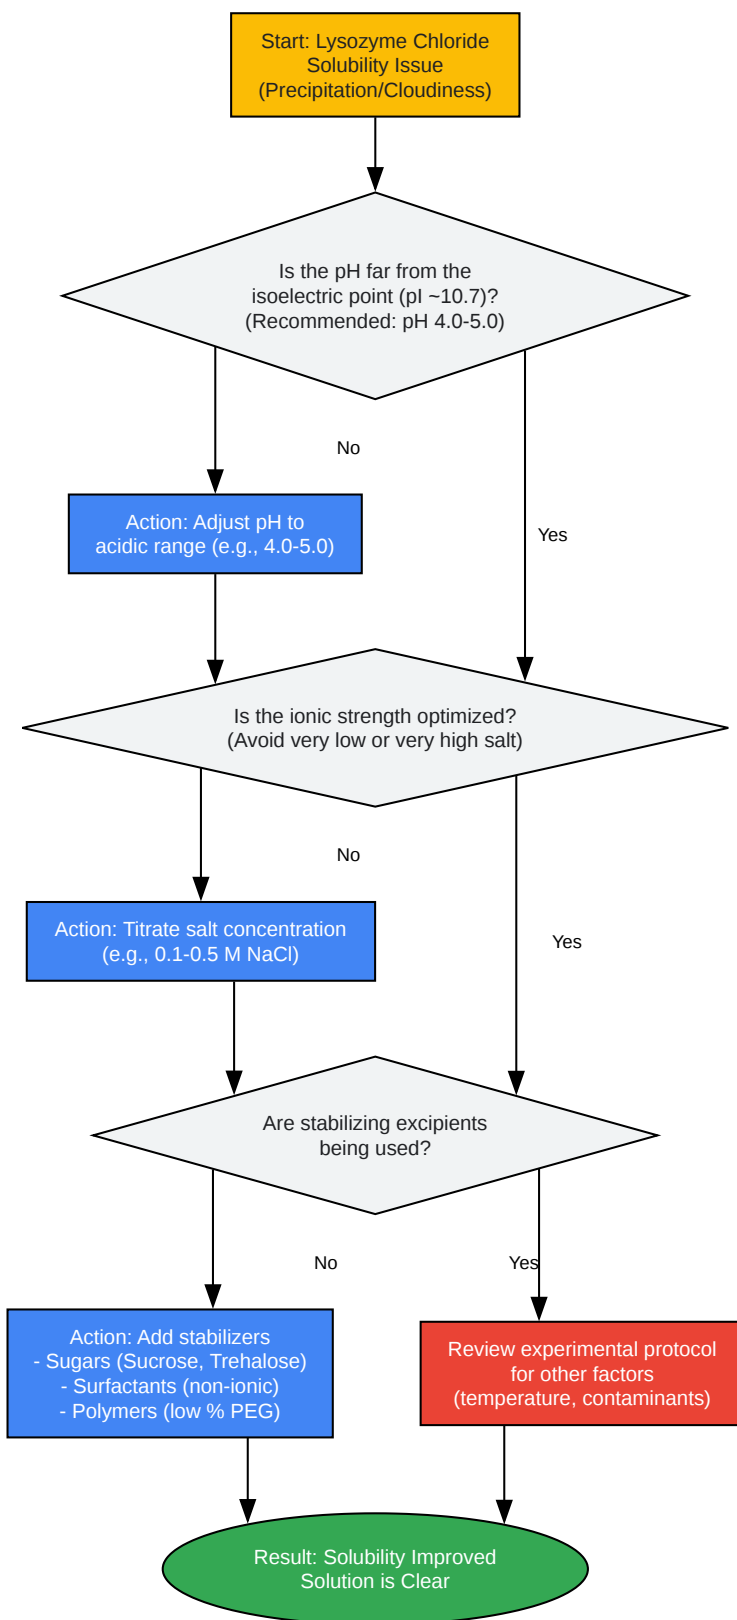 Start: Lysozyme Chloride
Solubility Issue
(Precipitation/Cloudiness)
Is the pH far from the
isoelectric point (pI ~10.7)?
(Recommended: pH 4.0-5.0)
No
Yes
Action: Adjust pH to
acidic range (e.g., 4.0-5.0)
Is the ionic strength optimized?
(Avoid very low or very high salt)
No
Yes
Action: Titrate salt concentration
(e.g., 0.1-0.5 M NaCl)
Are stabilizing excipients
being used?
No
Yes
Action: Add stabilizers
- Sugars (Sucrose, Trehalose)
- Surfactants (non-ionic)
- Polymers (low % PEG)
Review experimental protocol
for other factors
(temperature, contaminants)
Result: Solubility Improved
Solution is Clear